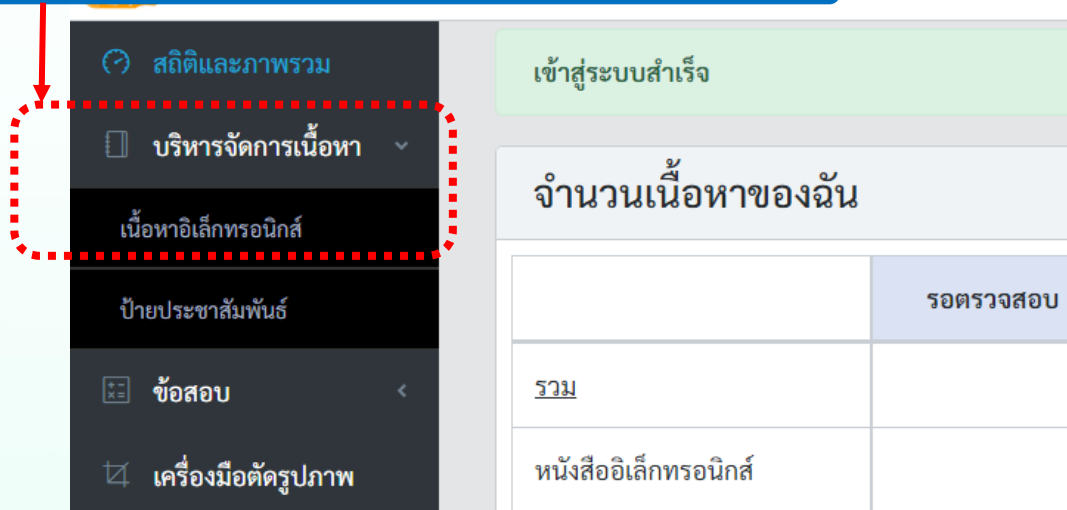 สถิติและภาพรวม
บริหารจัดการเนื้อหา
เนื้อหาอิเล็กทรอนิกส์
ป้ายประชาสัมพันธ์
ข้อสอบ
เครื่องมือตัดรูปภาพ
เข้าสู่ระบบสำเร็จ
จำนวนเนื้อหาของฉัน
รอตรวจสอบ
รวม
หนังสืออิเล็กทรอนิกส์